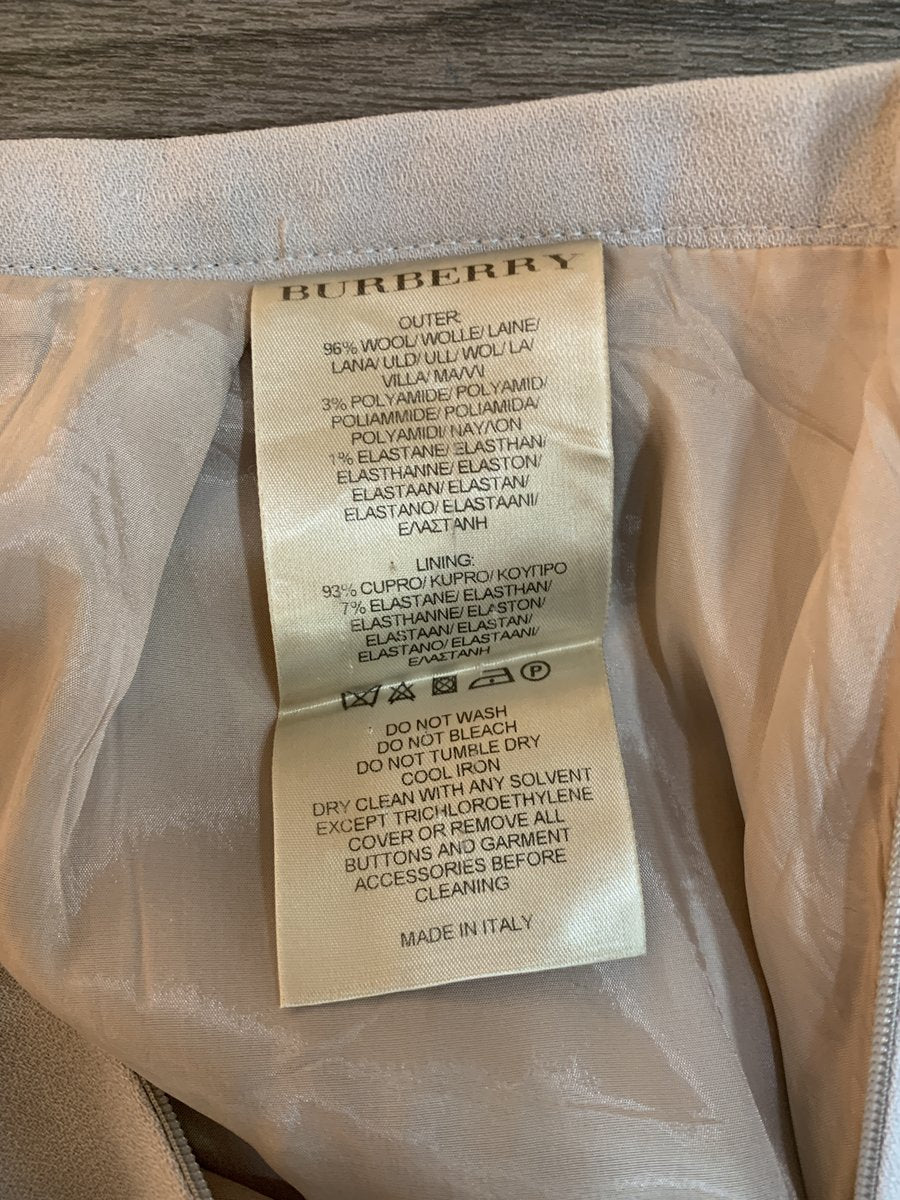 BURBERRY
OUTER:
96% WOOL/ WOLLE/ LAINE/
LANA/ ULD/ ULL/ WOL/ LA/
VILLA/ ΜΑΛΛΙ
3% POLYAMIDE/ POLYAMID/
POLIAMMIDE/ POLIAMIDA/
POLYAMIDI/ ΝΑΥΛΟΝ
1% ELASTANE/ ELASTHAN/
ELASTHANNE/ ELASTON/
ELASTAAN/ ELASTAN/
ELASTANO/ ELASTAANI/
ΕΛΑΣΤΑΝΗ
LINING:
93% CUPRO/ KUPRO/ ΚΟΥΠΡΟ
7% ELASTANE/ ELASTHAN/
ELASTHANNE/ ELASTON/
ELASTAAN/ ELASTAN/
ELASTANO/ ELASTAANI/
ΕΛΑΣΤΑΝΗ
P
DO NOT WASH
DO NOT BLEACH
DO NOT TUMBLE DRY
COOL IRON
DRY CLEAN WITH ANY SOLVENT
EXCEPT TRICHLOROETHYLENE
COVER OR REMOVE ALL
BUTTONS AND GARMENT
ACCESSORIES BEFORE
CLEANING
MADE IN ITALY